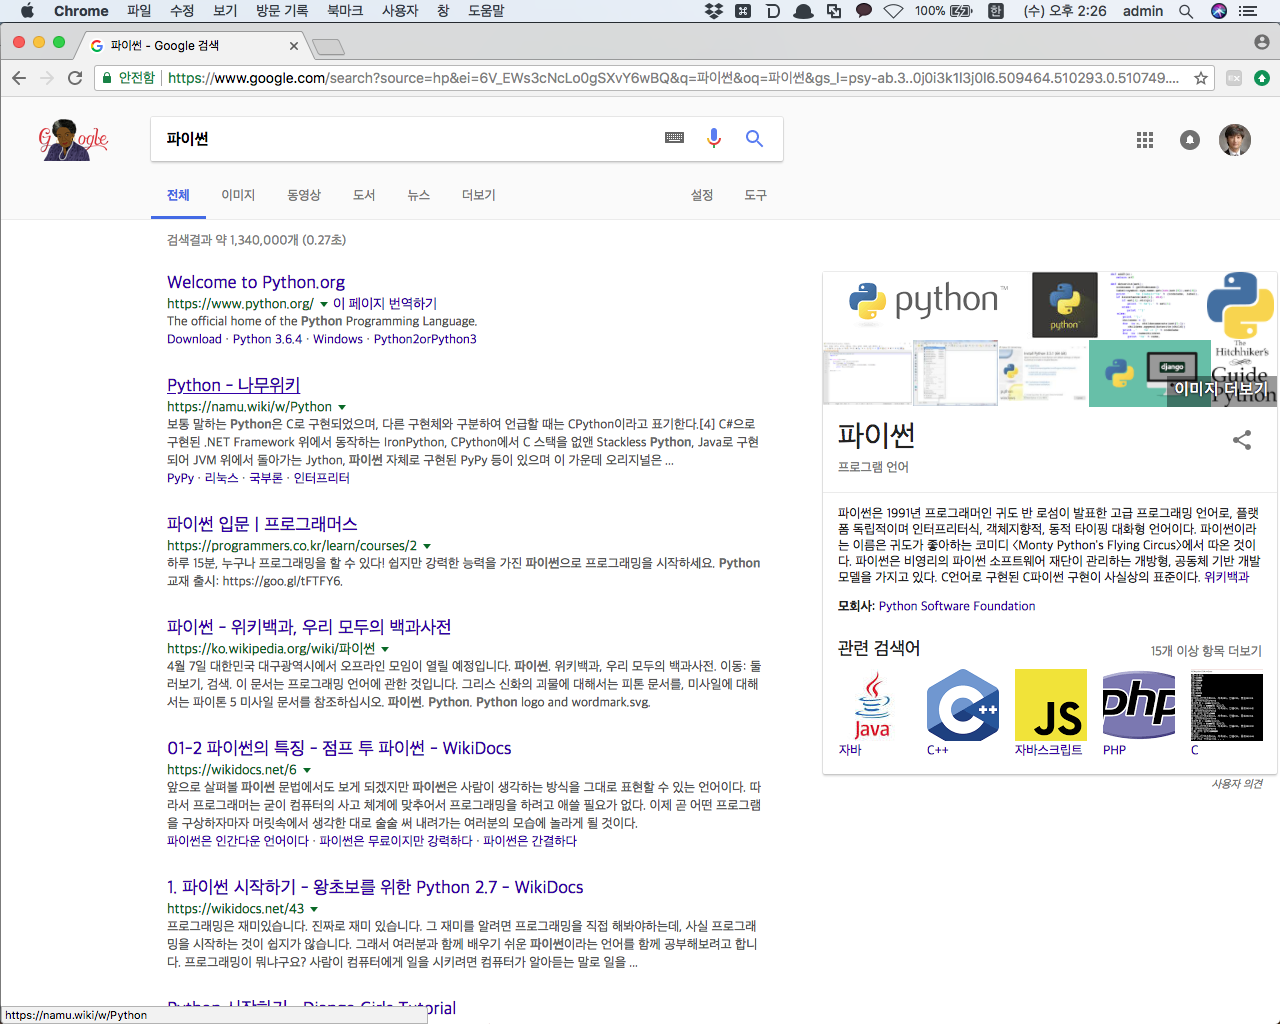 Chrome 파일 수정 보기 방문 기록 북마크 사용자 창 도움말 100% 한 (수) 오후 2:26 admin
파이썬 - Google 검색
안전함 https://www.google.com/search?source=hp&ei=6V_EWs3cNcLo0gSXvY6wBQ&q=파이썬&oq=파이썬&gs_l=psy-ab.3..0j0i3k1l3j0l6.509464.510293.0.510749....
Google
파이썬
전체 이미지 동영상 도서 뉴스 더보기 설정 도구
검색결과 약 1,340,000개 (0.27초)
Welcome to Python.org
https://www.python.org/ 이 페이지 번역하기
The official home of the Python Programming Language.
Download · Python 3.6.4 · Windows · Python2orPython3
Python - 나무위키
https://namu.wiki/w/Python
보통 말하는 Python은 C로 구현되었으며, 다른 구현체와 구분하여 언급할 때는 CPython이라고 표기한다.[4] C#으로
구현된 .NET Framework 위에서 동작하는 IronPython, CPython에서 C 스택을 없앤 Stackless Python, Java로 구현
되어 JVM 위에서 돌아가는 Jython, 파이썬 자체로 구현된 PyPy 등이 있으며 이 가운데 오리지널은 ...
PyPy · 리눅스 · 국부론 · 인터프리터
파이썬 입문 | 프로그래머스
https://programmers.co.kr/learn/courses/2
하루 15분, 누구나 프로그래밍을 할 수 있다! 쉽지만 강력한 능력을 가진 파이썬으로 프로그래밍을 시작하세요. Python
교재 출시: https://goo.gl/tFTFY6.
파이썬 - 위키백과, 우리 모두의 백과사전
https://ko.wikipedia.org/wiki/파이썬
4월 7일 대한민국 대구광역시에서 오프라인 모임이 열릴 예정입니다. 파이썬. 위키백과, 우리 모두의 백과사전. 이동: 둘
러보기, 검색. 이 문서는 프로그래밍 언어에 관한 것입니다. 그리스 신화의 괴물에 대해서는 피톤 문서를, 미사일에 대해
서는 파이톤 5 미사일 문서를 참조하십시오. 파이썬. Python. Python logo and wordmark.svg.
01-2 파이썬의 특징 - 점프 투 파이썬 - WikiDocs
https://wikidocs.net/6
앞으로 살펴볼 파이썬 문법에서도 보게 되겠지만 파이썬은 사람이 생각하는 방식을 그대로 표현할 수 있는 언어이다. 따
라서 프로그래머는 굳이 컴퓨터의 사고 체계에 맞추어서 프로그래밍을 하려고 애쓸 필요가 없다. 이제 곧 어떤 프로그램
을 구상하자마자 머릿속에서 생각한 대로 술술 써 내려가는 여러분의 모습에 놀라게 될 것이다.
파이썬은 인간다운 언어이다 · 파이썬은 무료이지만 강력하다 · 파이썬은 간결하다
1. 파이썬 시작하기 - 왕초보를 위한 Python 2.7 - WikiDocs
https://wikidocs.net/43
프로그래밍은 재미있습니다. 진짜로 재미 있습니다. 그 재미를 알려면 프로그래밍을 직접 해봐야하는데, 사실 프로그래
밍을 시작하는 것이 쉽지가 않습니다. 그래서 여러분과 함께 배우기 쉬운 파이썬이라는 언어를 함께 공부해보려고 합니
다. 프로그래밍이 뭐냐구요? 사람이 컴퓨터에게 일을 시키려면 컴퓨터가 알아듣는 말로 일을 ...
Python 시작하기 - Django Girls Tutorial
https://namu.wiki/w/Python
python™
python
django
The
Hitchhiker's
Guide
Python
이미지 더보기
파이썬
프로그램 언어
파이썬은 1991년 프로그래머인 귀도 반 로섬이 발표한 고급 프로그래밍 언어로, 플랫
폼 독립적이며 인터프리터식, 객체지향적, 동적 타이핑 대화형 언어이다. 파이썬이라
는 이름은 귀도가 좋아하는 코미디 〈Monty Python's Flying Circus〉에서 따온 것이
다. 파이썬은 비영리의 파이썬 소프트웨어 재단이 관리하는 개방형, 공동체 기반 개발
모델을 가지고 있다. C언어로 구현된 C파이썬 구현이 사실상의 표준이다. 위키백과
모회사: Python Software Foundation
관련 검색어 15개 이상 항목 더보기
Java C++ JS php
자바 C++ 자바스크립트 PHP C
사용자 의견